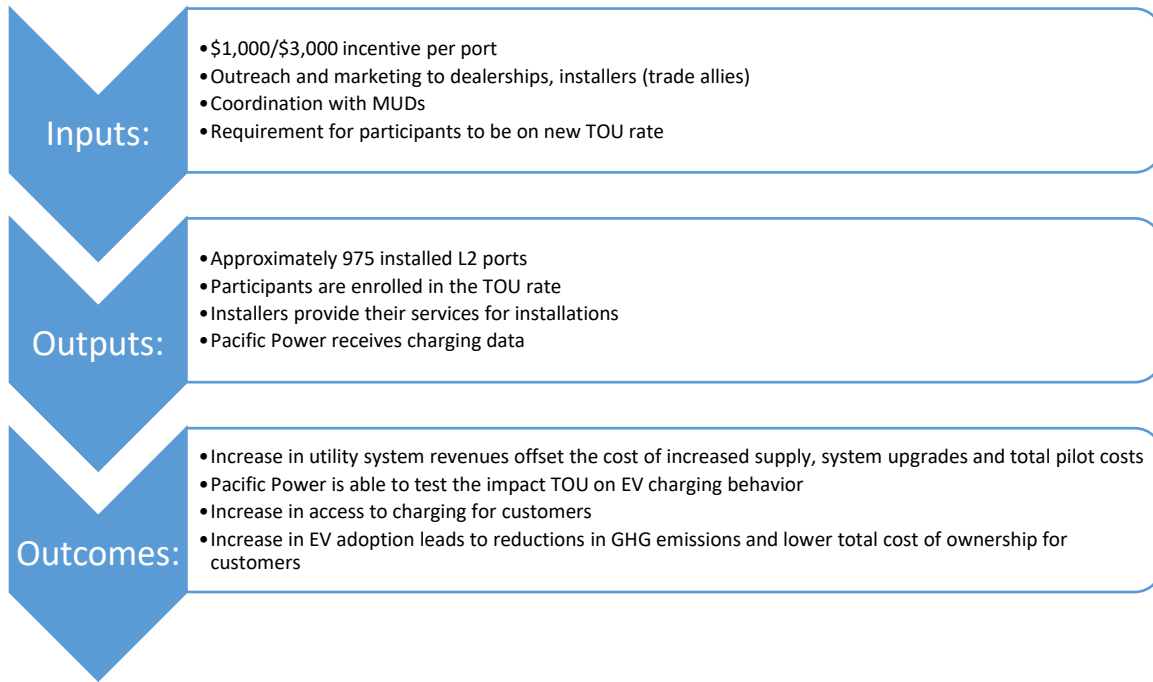 Inputs:
•$1,000/$3,000 incentive per port
•Outreach and marketing to dealerships, installers (trade allies)
•Coordination with MUDs
•Requirement for participants to be on new TOU rate
Outputs:
•Approximately 975 installed L2 ports
•Participants are enrolled in the TOU rate
•Installers provide their services for installations
•Pacific Power receives charging data
Outcomes:
•Increase in utility system revenues offset the cost of increased supply, system upgrades and total pilot costs
•Pacific Power is able to test the impact TOU on EV charging behavior
•Increase in access to charging for customers
•Increase in EV adoption leads to reductions in GHG emissions and lower total cost of ownership for
customers